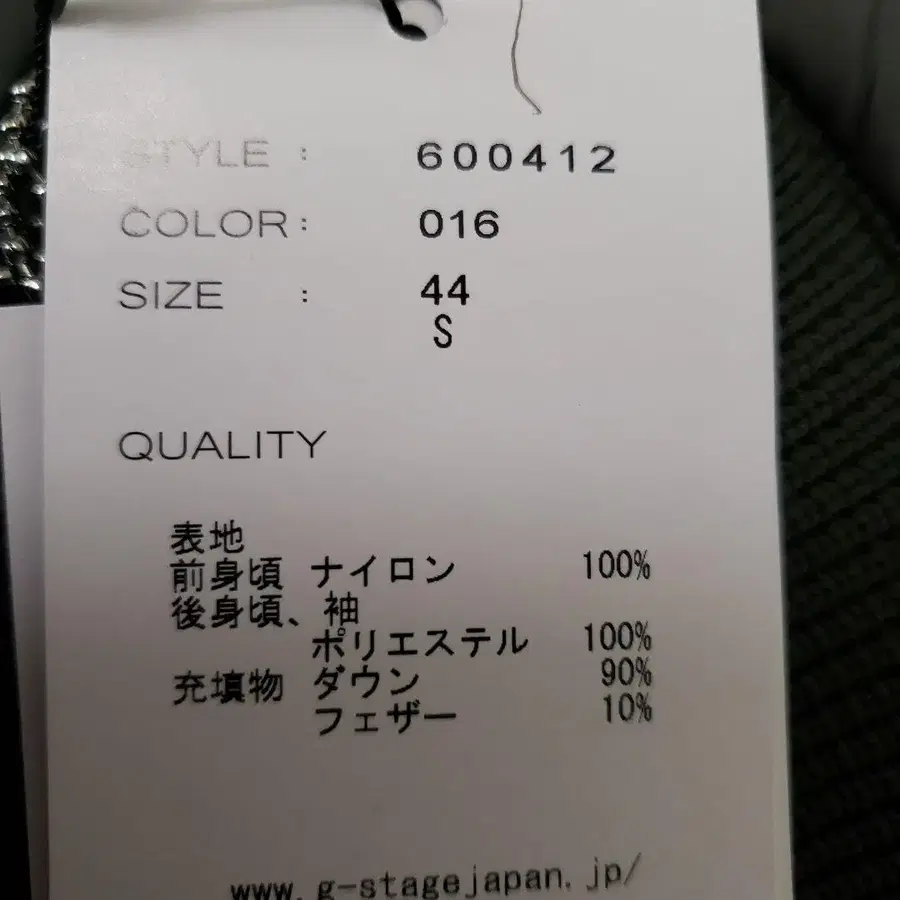 STYLE : 600412
COLOR : 016
SIZE : 44
S
QUALITY
表地
前身頃 ナイロン 100%
後身頃、袖
ポリエステル 100%
充填物 ダウン 90%
フェザー 10%
www.g-stagejapan.jp/